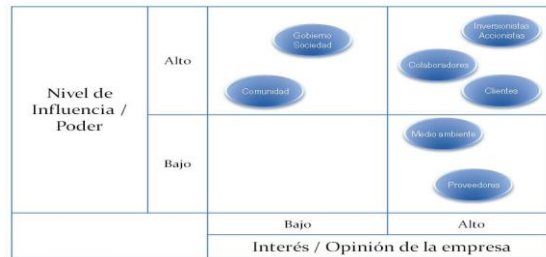 Nivel de
Influencia /
Poder
Alto
Bajo
Gobierno
Sociedad
Comunidad
Inversionistas
Accionistas
Colaboradores
Clientes
Medio ambiente
Proveedores
Bajo
Alto
Interés / Opinión de la empresa